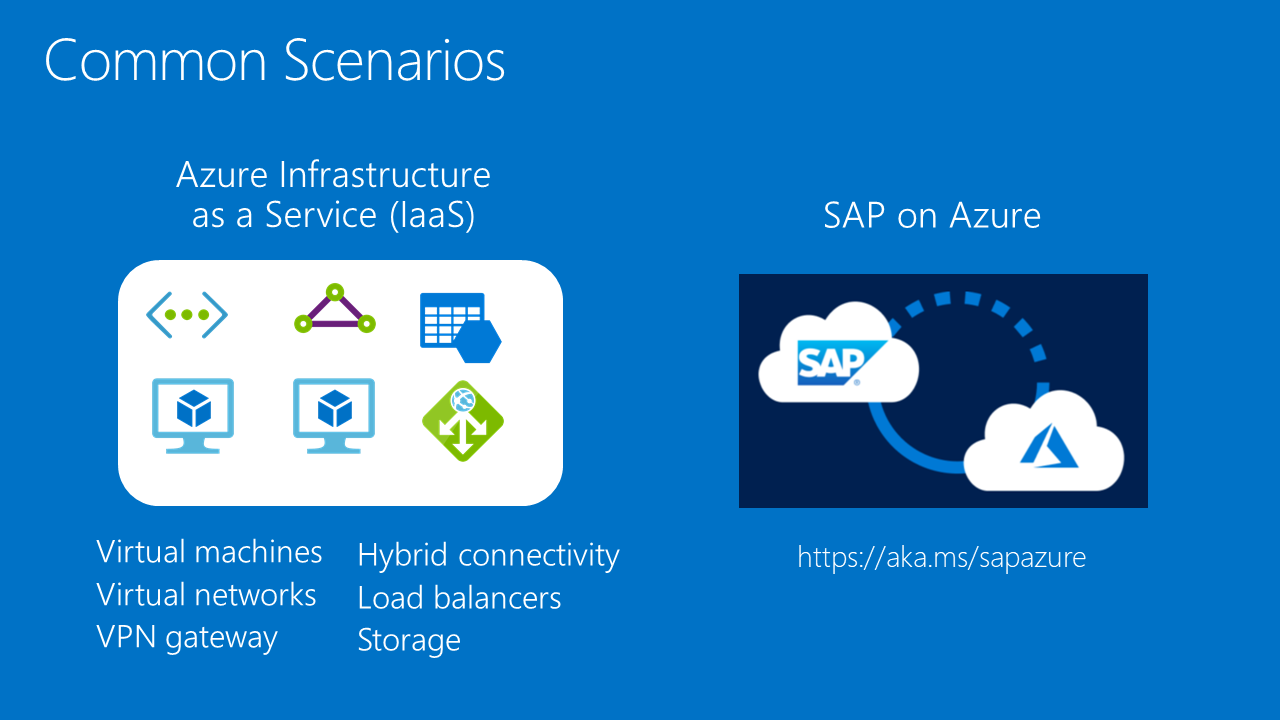 Common Scenarios
Azure Infrastructure
as a Service (IaaS)
SAP on Azure
SAP®
Virtual machines
Virtual networks
VPN gateway
Hybrid connectivity
Load balancers
Storage
https://aka.ms/sapazure